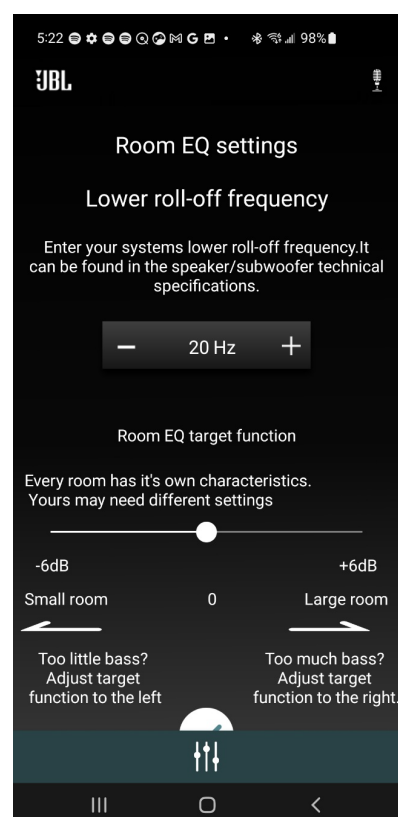 5:22 98%
JBL
Room EQ settings
Lower roll-off frequency
Enter your systems lower roll-off frequency.It
can be found in the speaker/subwoofer technical
specifications.
20 Hz
Room EQ target function
Every room has it's own characteristics.
Yours may need different settings
-6dB +6dB
Small room 0 Large room
Too little bass? Too much bass?
Adjust target Adjust target
function to the left function to the right.